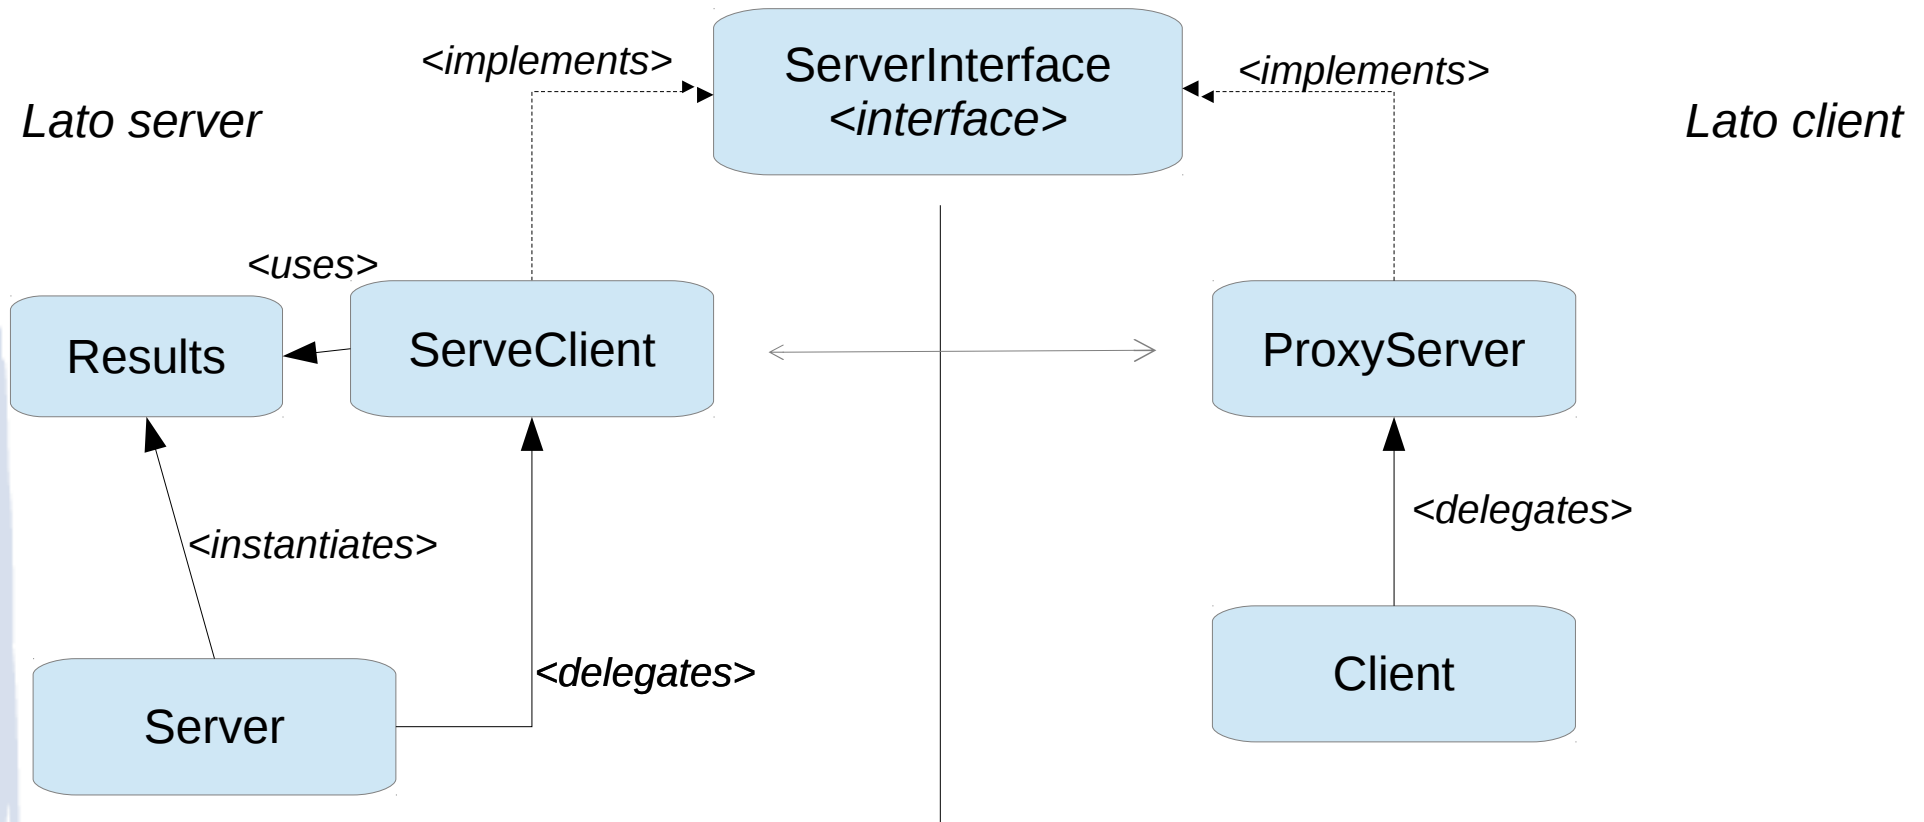 ServerInterface
<interface>
<implements>
<implements>
Lato server
Lato client
<uses>
Results
ServeClient
ProxyServer
<instantiates>
<delegates>
<delegates>
Server
Client